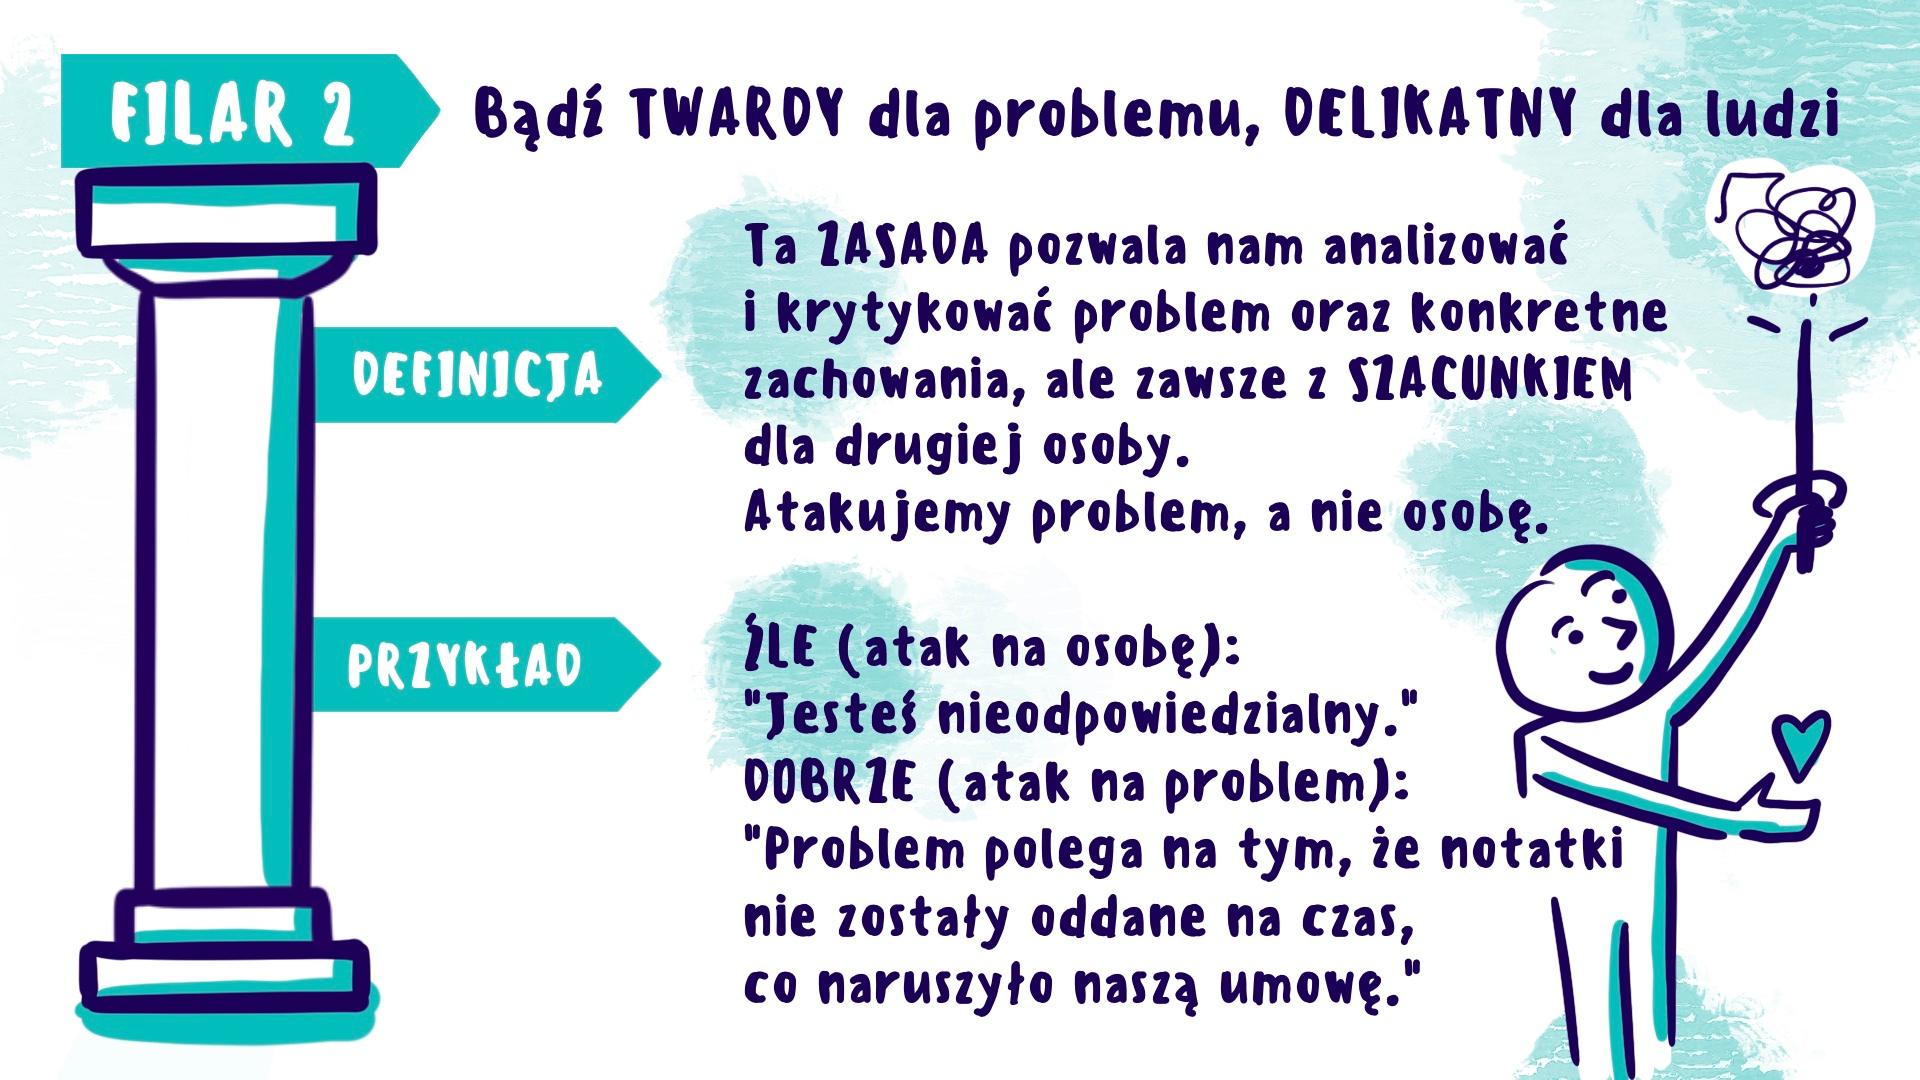 FILAR 2
Bądź TWARDY dla problemu, DELIKATNY dla ludzi
DEFINICJA
Ta ZASADA pozwala nam analizować
i krytykować problem oraz konkretne
zachowania, ale zawsze z SZACUNKIEM
dla drugiej osoby.
Atakujemy problem, a nie osobę.
PRZYKŁAD
ŹLE (atak na osobę):
"Jesteś nieodpowiedzialny."
DOBRZE (atak na problem):
"Problem polega na tym, że notatki
nie zostały oddane na czas,
co naruszyło naszą umowę."